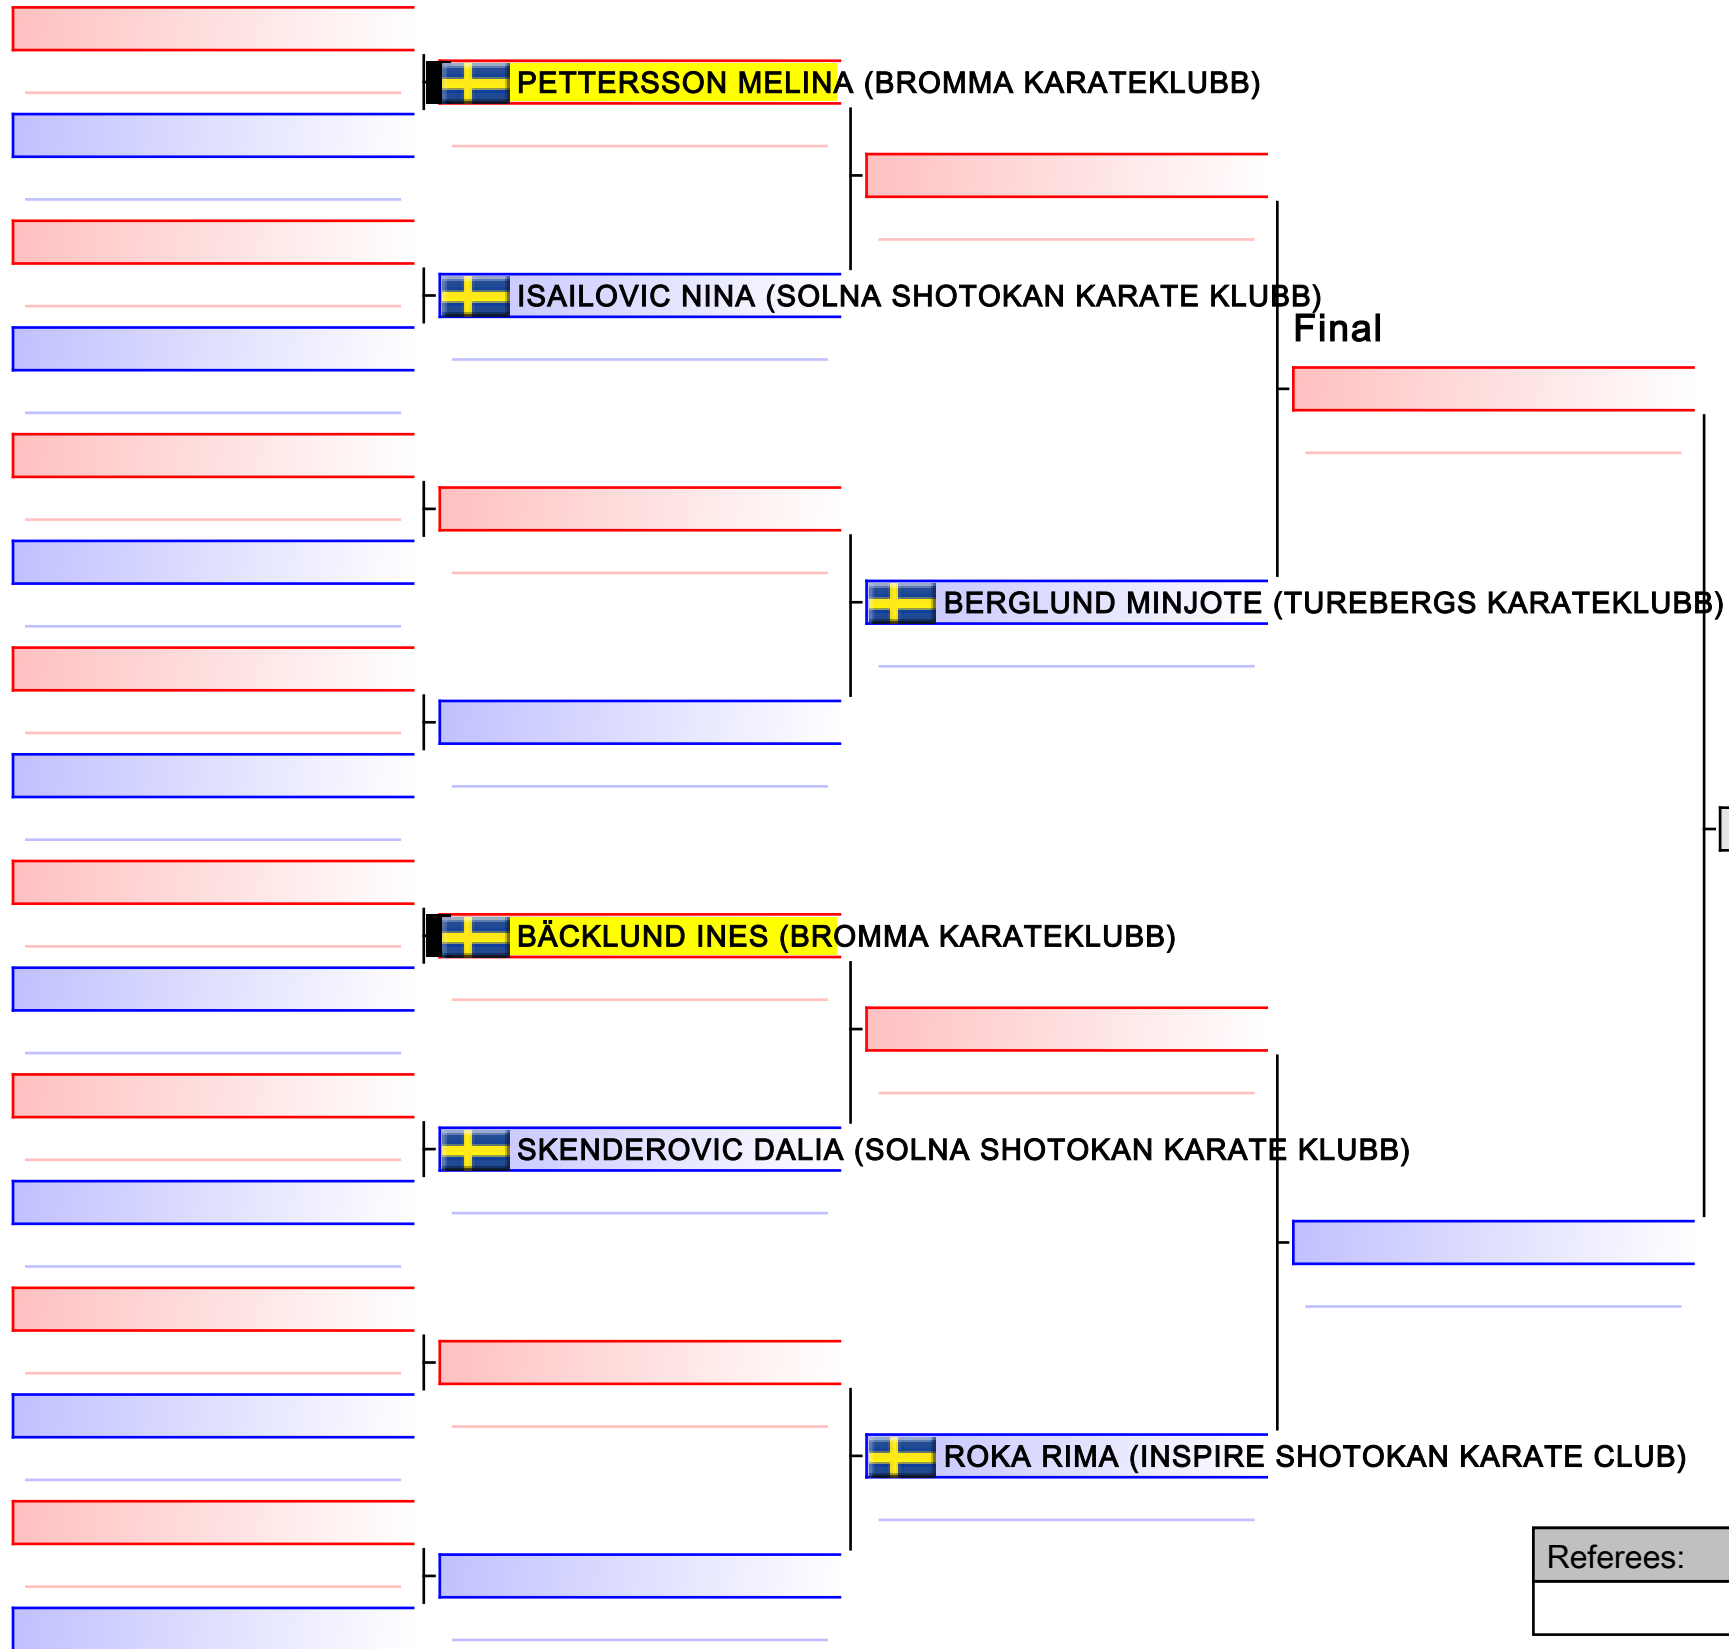 PETTERSSON MELINA (BROMMA KARATEKLUBB)
ISAILOVIC NINA (SOLNA SHOTOKAN KARATE KLUBB)
Final
BERGLUND MINJOTE (TUREBERGS KARATEKLUBB)
BÄCKLUND INES (BROMMA KARATEKLUBB)
SKENDEROVIC DALIA (SOLNA SHOTOKAN KARATE KLUBB)
ROKA RIMA (INSPIRE SHOTOKAN KARATE CLUB)
Referees: